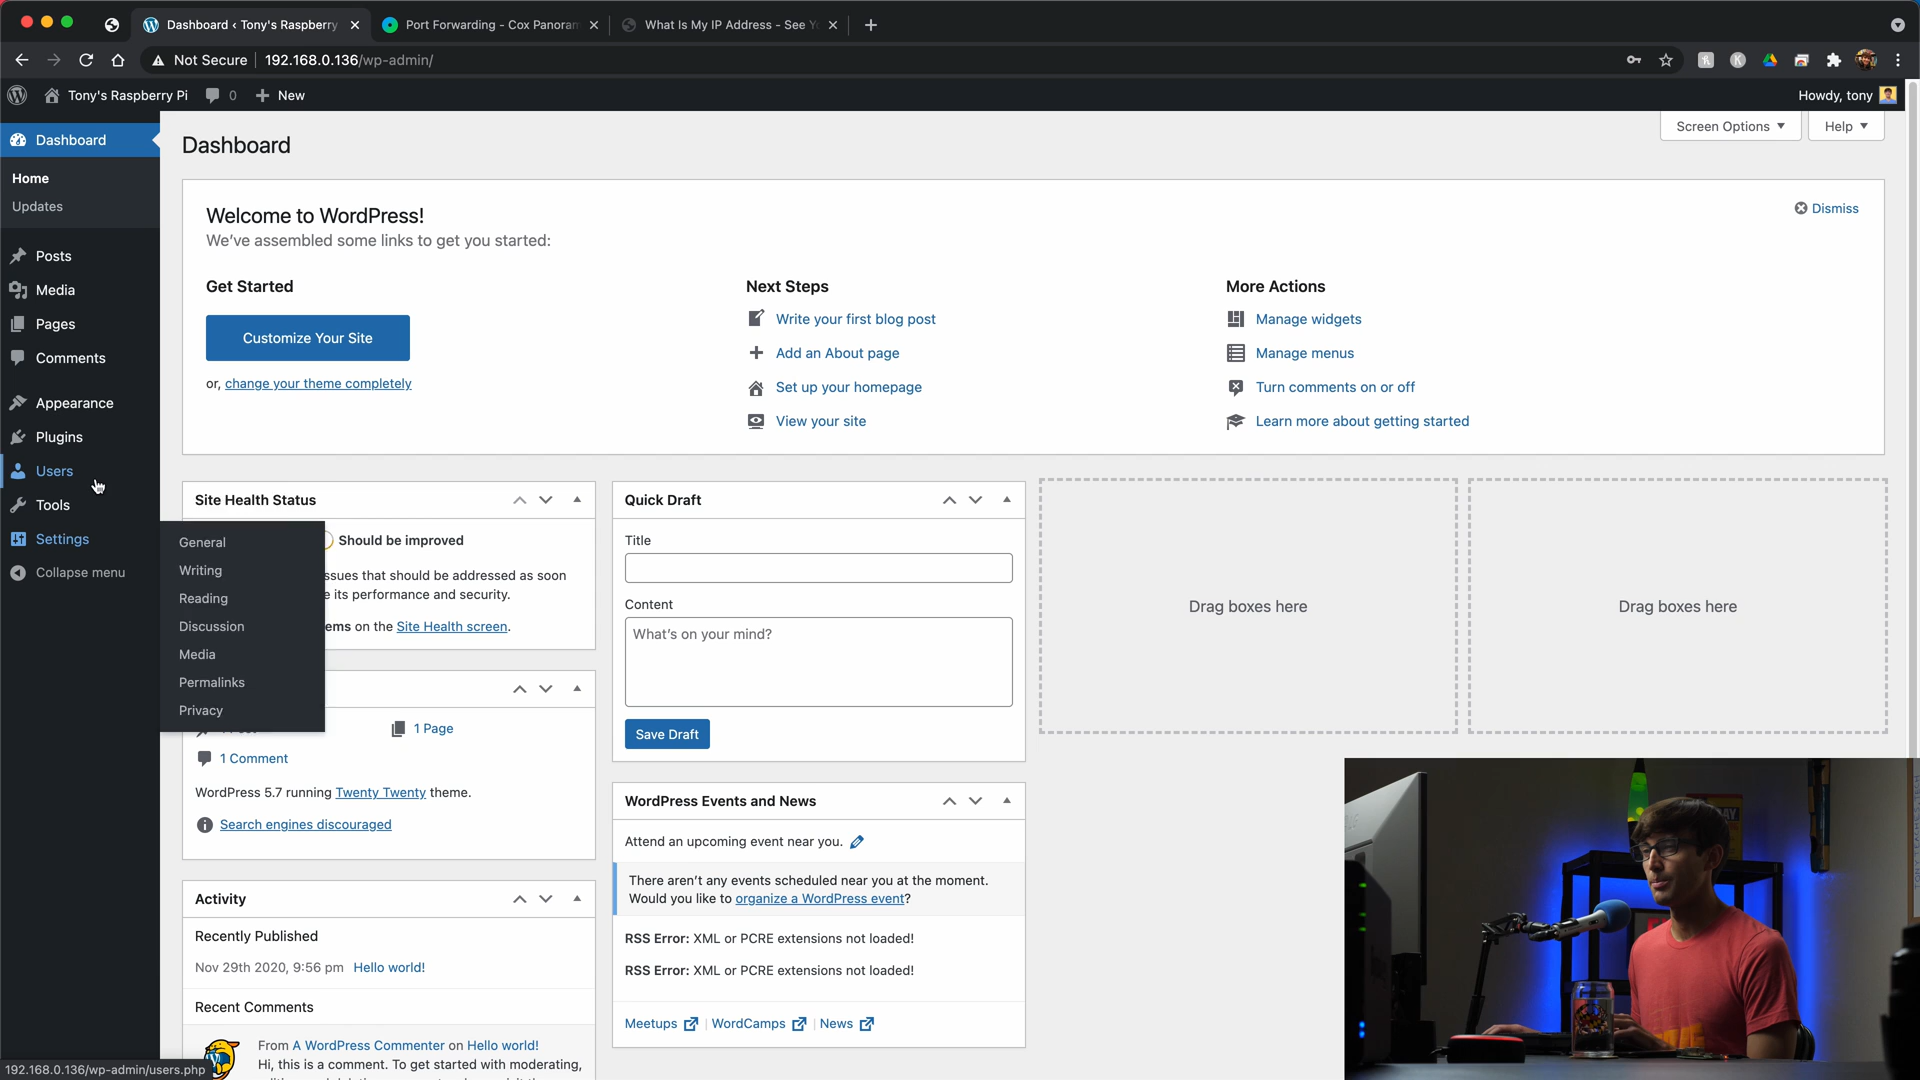 Dashboard ‹ Tony's Raspberry
Port Forwarding - Cox Panoram
What Is My IP Address - See Y
Not Secure
192.168.0.136/wp-admin/
Tony's Raspberry Pi
0
New
Howdy, tony
Dashboard
Home
Updates
Posts
Media
Pages
Comments
Appearance
Plugins
Users
Tools
Settings
Collapse menu
General
Writing
Reading
Discussion
Media
Permalinks
Privacy
Dashboard
Screen Options
Help
Welcome to WordPress!
We've assembled some links to get you started:
Dismiss
Get Started
Customize Your Site
or, change your theme completely
Next Steps
Write your first blog post
Add an About page
Set up your homepage
View your site
More Actions
Manage widgets
Manage menus
Turn comments on or off
Learn more about getting started
Site Health Status
Should be improved
ssues that should be addressed as soon
e its performance and security.
ems on the Site Health screen.
1 Page
1 Comment
WordPress 5.7 running Twenty Twenty theme.
Search engines discouraged
Activity
Recently Published
Nov 29th 2020, 9:56 pm Hello world!
Recent Comments
From A WordPress Commenter on Hello world!
Hi, this is a comment. To get started with moderating,
Quick Draft
Title
Content
What's on your mind?
Save Draft
WordPress Events and News
Attend an upcoming event near you.
There aren't any events scheduled near you at the moment.
Would you like to organize a WordPress event?
RSS Error: XML or PCRE extensions not loaded!
RSS Error: XML or PCRE extensions not loaded!
Meetups
WordCamps
News
Drag boxes here
Drag boxes here
192.168.0.136/wp-admin/users.php